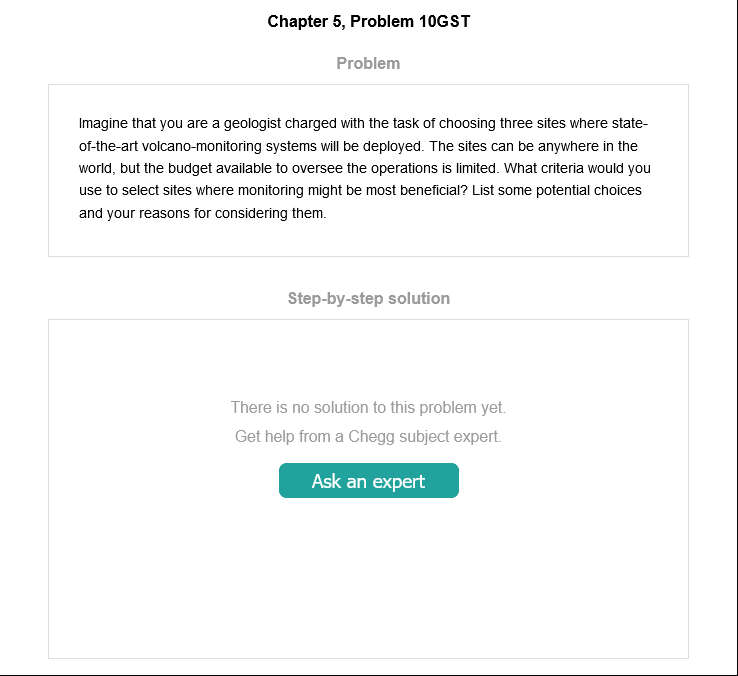 Chapter 5, Problem 10GST
Problem
Imagine that you are a geologist charged with the task of choosing three sites where state-
of-the-art volcano-monitoring systems will be deployed. The sites can be anywhere in the
world, but the budget available to oversee the operations is limited. What criteria would you
use to select sites where monitoring might be most beneficial? List some potential choices
and your reasons for considering them.
Step-by-step solution
There is no solution to this problem yet.
Get help from a Chegg subject expert.
Ask an expert